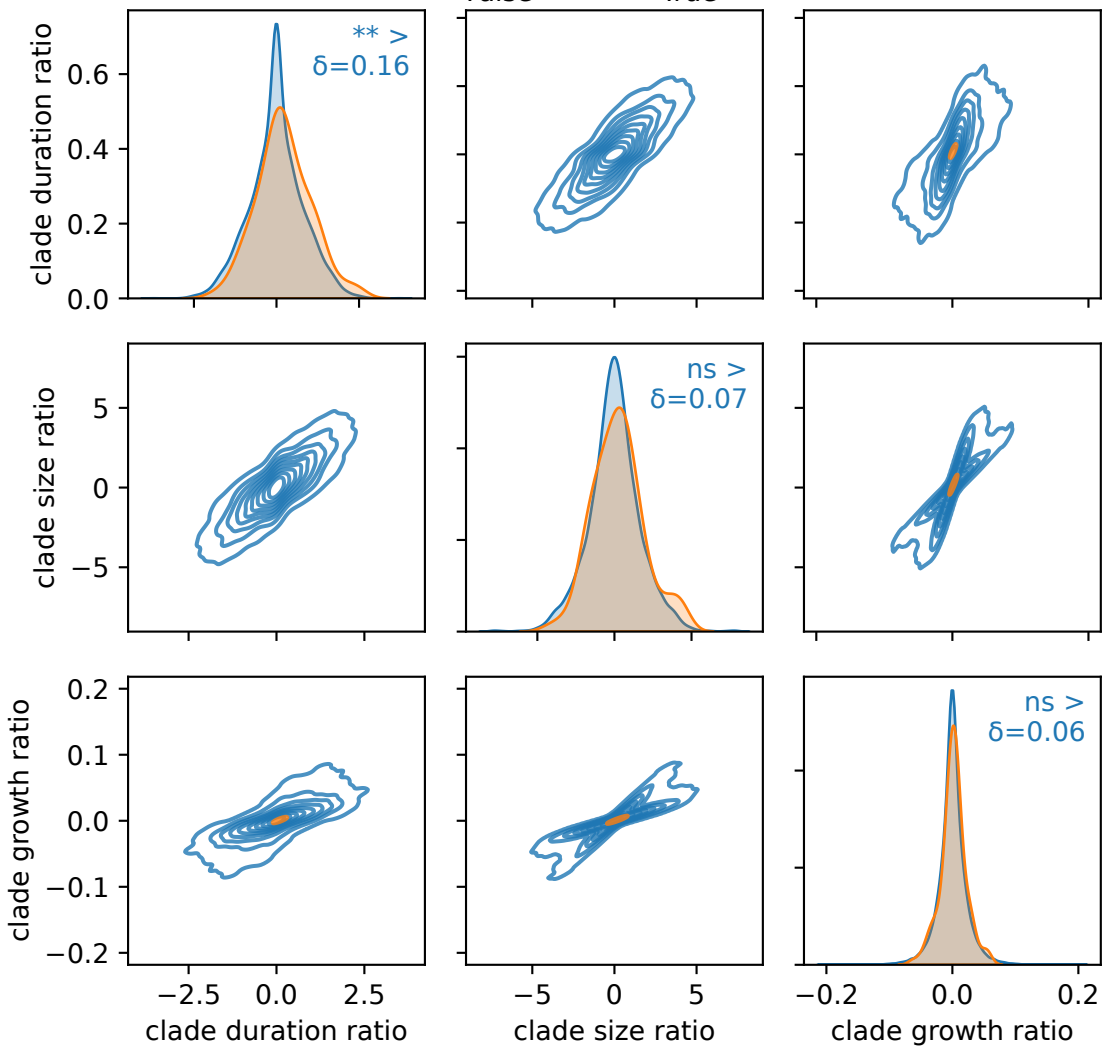 False True
clade duration ratio
0.6
0.4
0.2
0.0
** >
δ=0.16
clade size ratio
5
0
−5
ns >
δ=0.07
clade growth ratio
0.2
0.1
0.0
−0.1
−0.2
ns >
δ=0.06
−2.5 0.0 2.5
−5 0 5
−0.2 0.0 0.2
clade duration ratio
clade size ratio
clade growth ratio